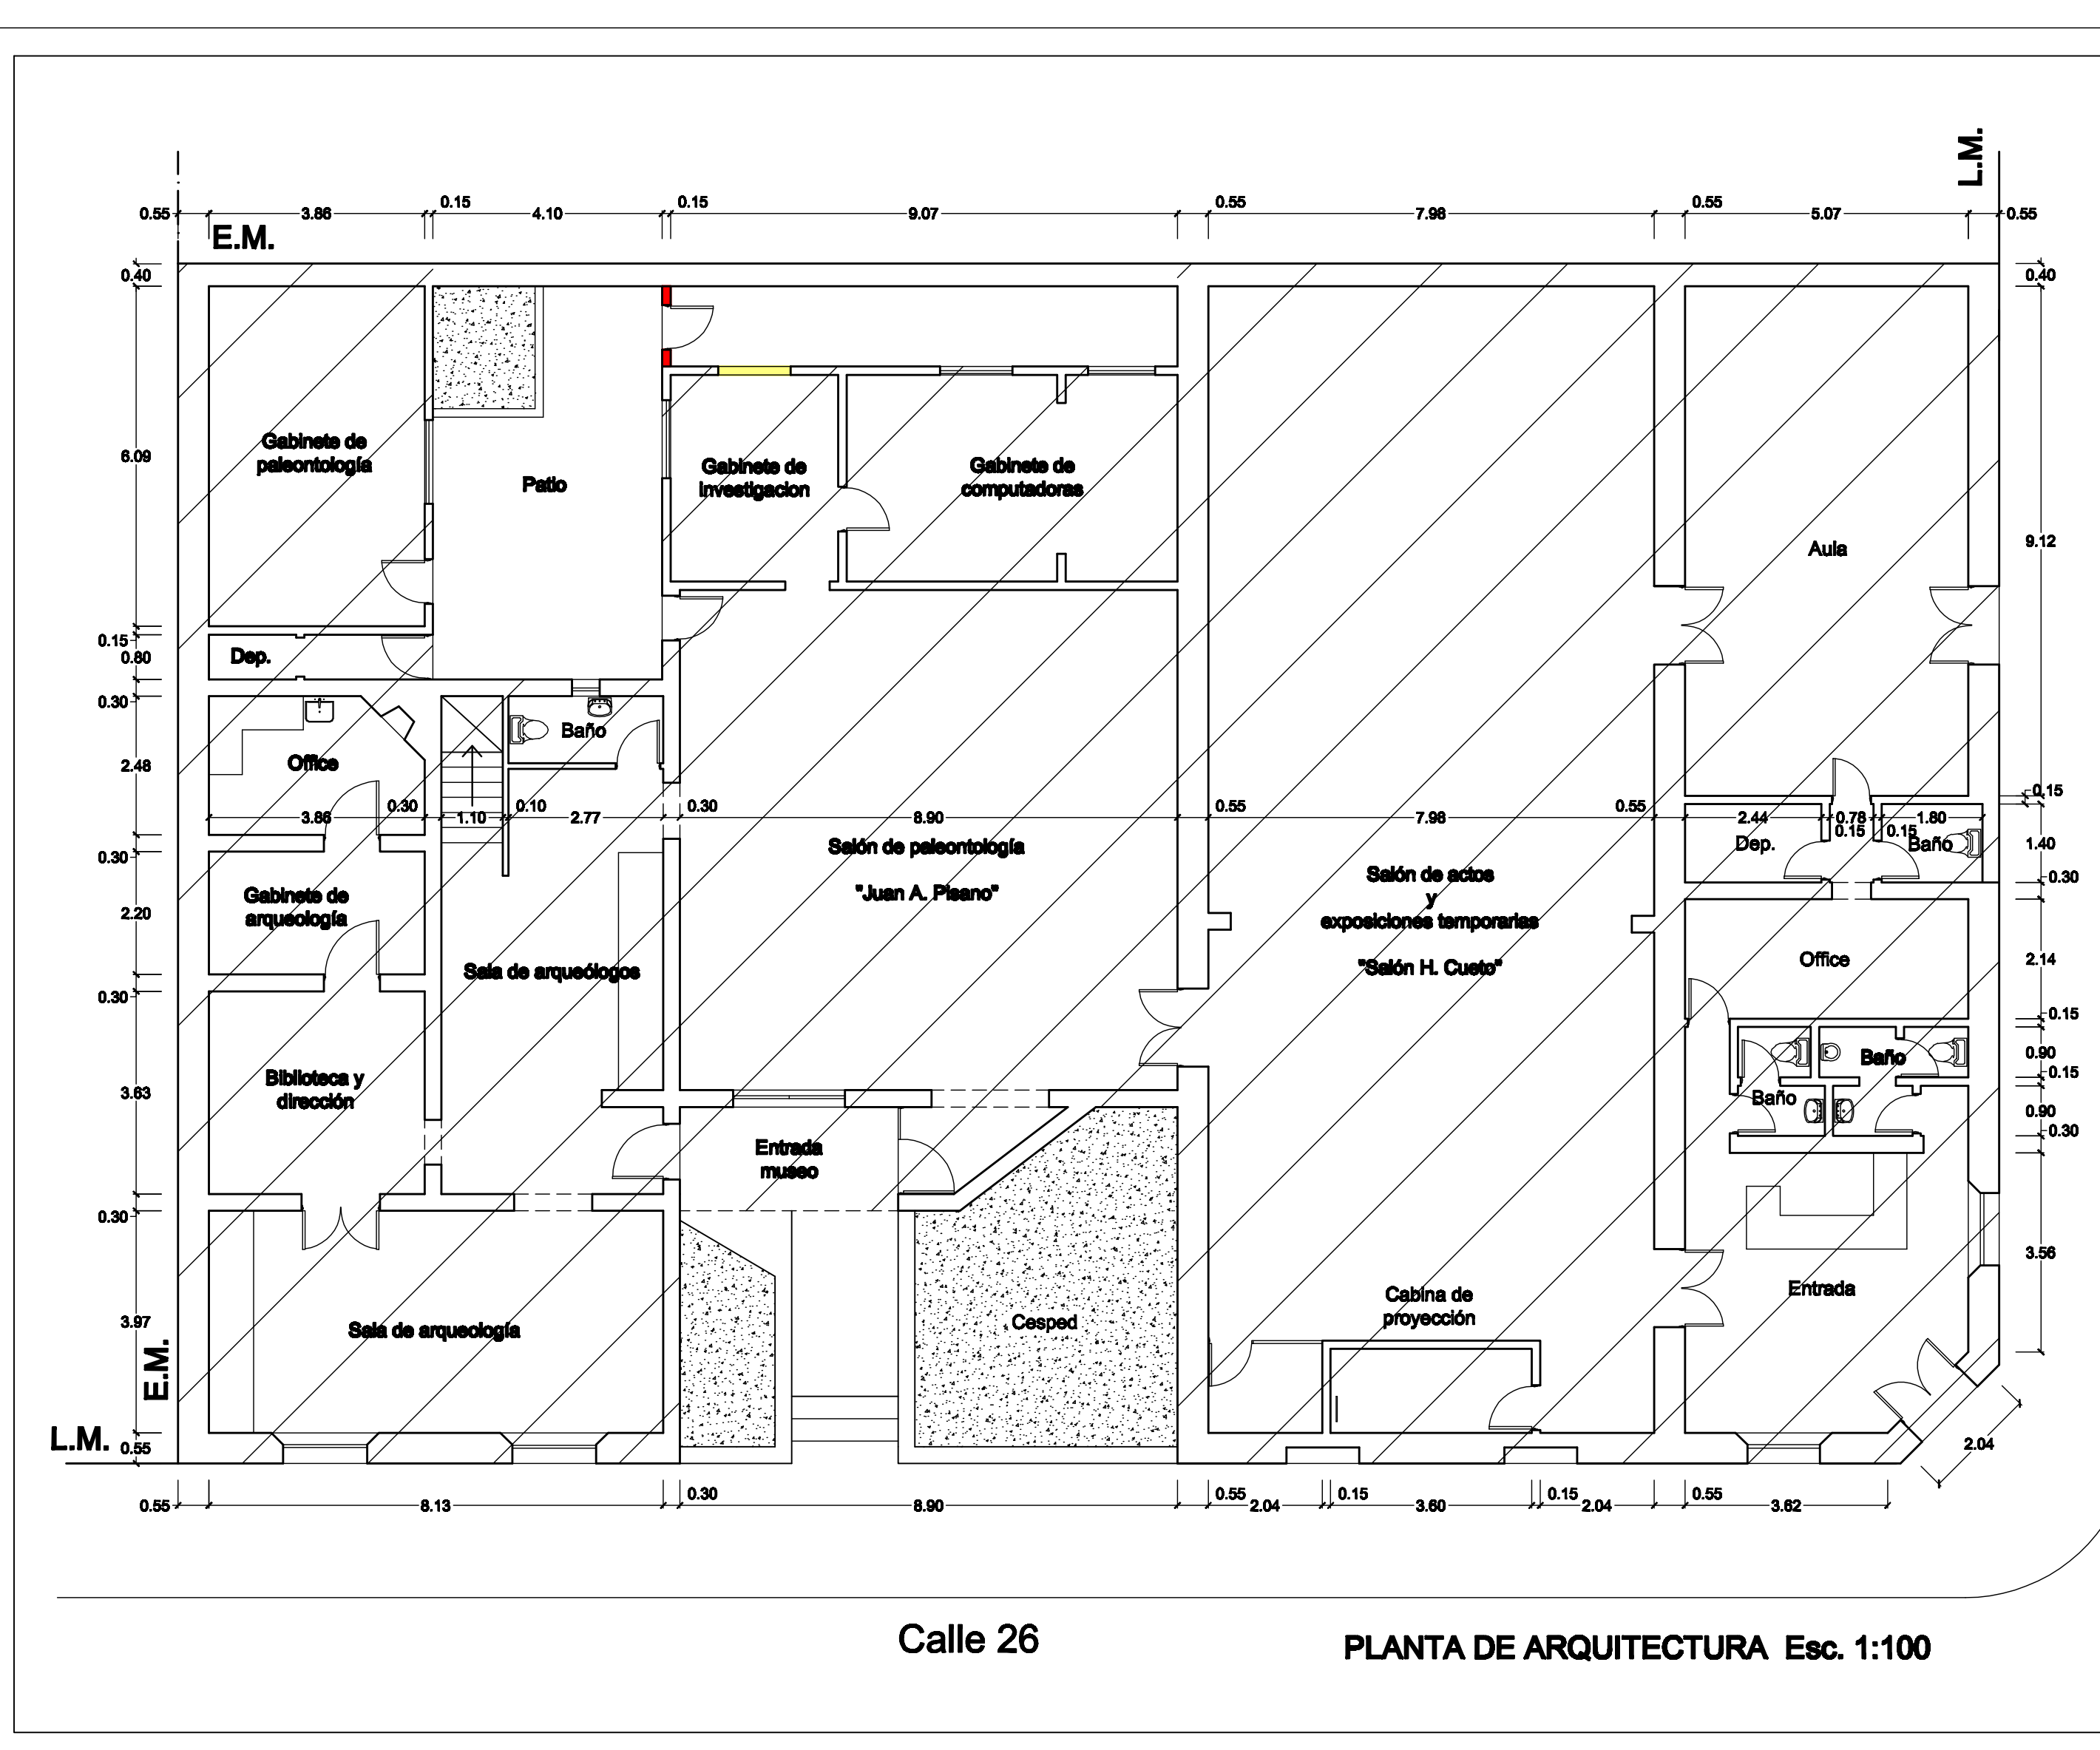 L.M.
0.15
0.15
0.55
0.55
0.55
3.86
4.10
9.07
7.98
5.07
0.55
E.M.
0.40
0.40
Gabinete de
paleontología
6.09
Patio
Gabinete de
investigacion
Gabinete de
computadoras
Aula
9.12
0.15
0.80
Dep.
0.30
Baño
Office
2.48
0.15
0.30
0.10
0.30
0.55
0.55
3.86
1.10
2.77
8.90
7.98
2.44
0.78
1.80
0.15
0.15
Dep.
Baño
1.40
0.30
Salón de paleontología
"Juan A. Pisano"
0.30
Gabinete de
arqueología
2.20
Salón de actos
y
exposiciones temporarias
"Salón H. Cueto"
0.30
Sala de arqueólogos
Office
2.14
0.30
0.15
Baño
0.90
0.15
Biblioteca y
dirección
3.63
Baño
0.90
0.30
Entrada
museo
0.30
3.56
Entrada
Cabina de
proyección
Cesped
Sala de arqueología
3.97
E.M.
L.M.
0.55
2.04
0.55
8.13
0.30
8.90
0.55
2.04
0.15
3.60
0.15
2.04
0.55
3.62
Calle 26
PLANTA DE ARQUITECTURA Esc. 1:100